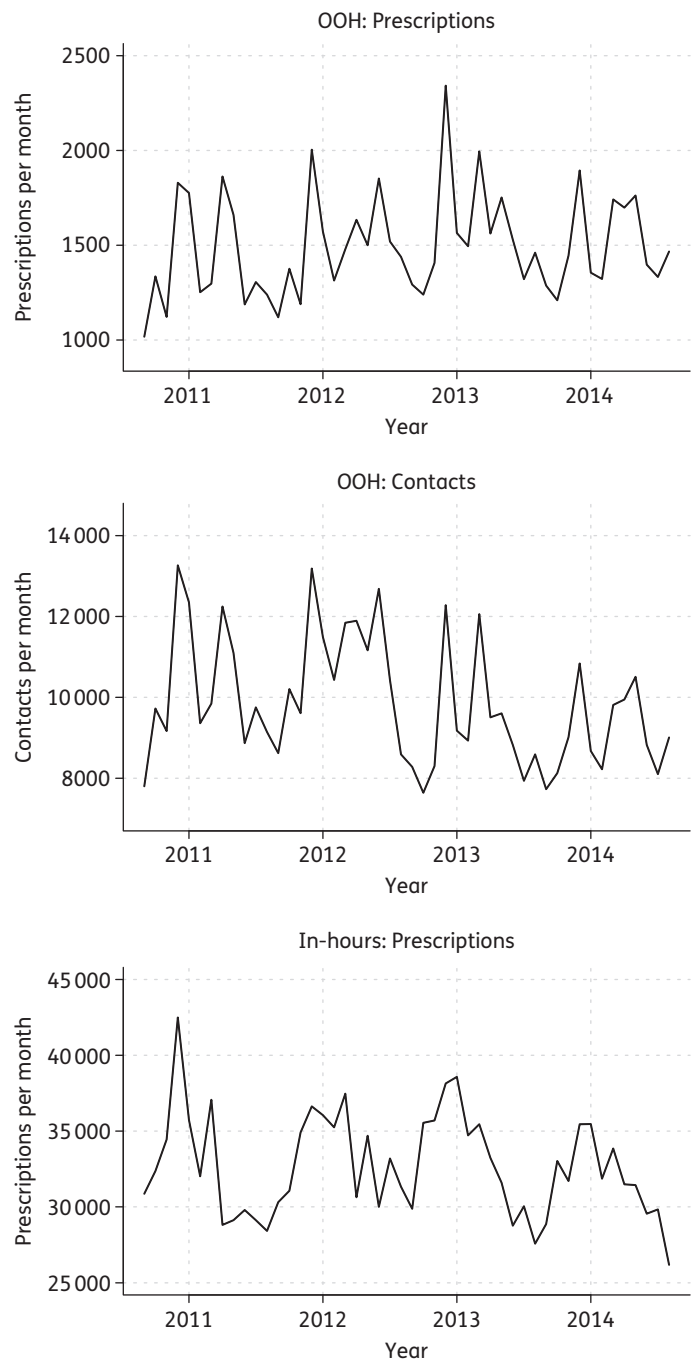 OOH: Prescriptions
Prescriptions per month
2500
2000
1500
1000
2011 2012 2013 2014
Year
OOH: Contacts
Contacts per month
14 000
12 000
10 000
8000
2011 2012 2013 2014
Year
In-hours: Prescriptions
Prescriptions per month
45 000
40 000
35 000
30 000
25 000
2011 2012 2013 2014
Year